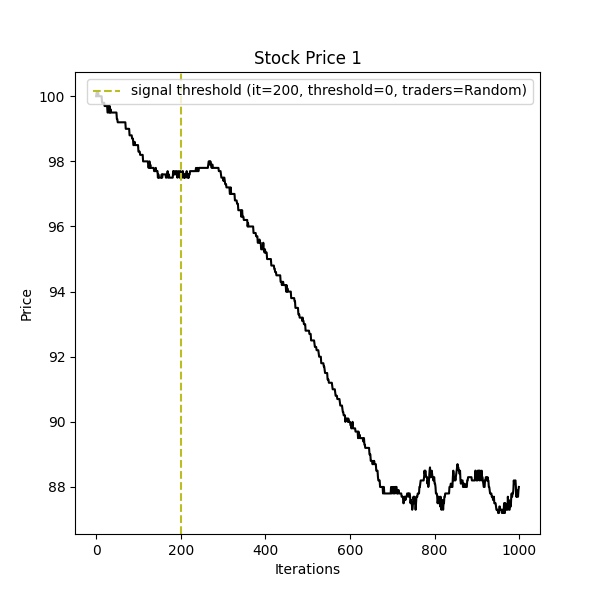 Stock Price 1
signal threshold (it=200, threshold=0, traders=Random)
100
98
96
94
92
90
88
Price
0 200 400 600 800 1000
Iterations